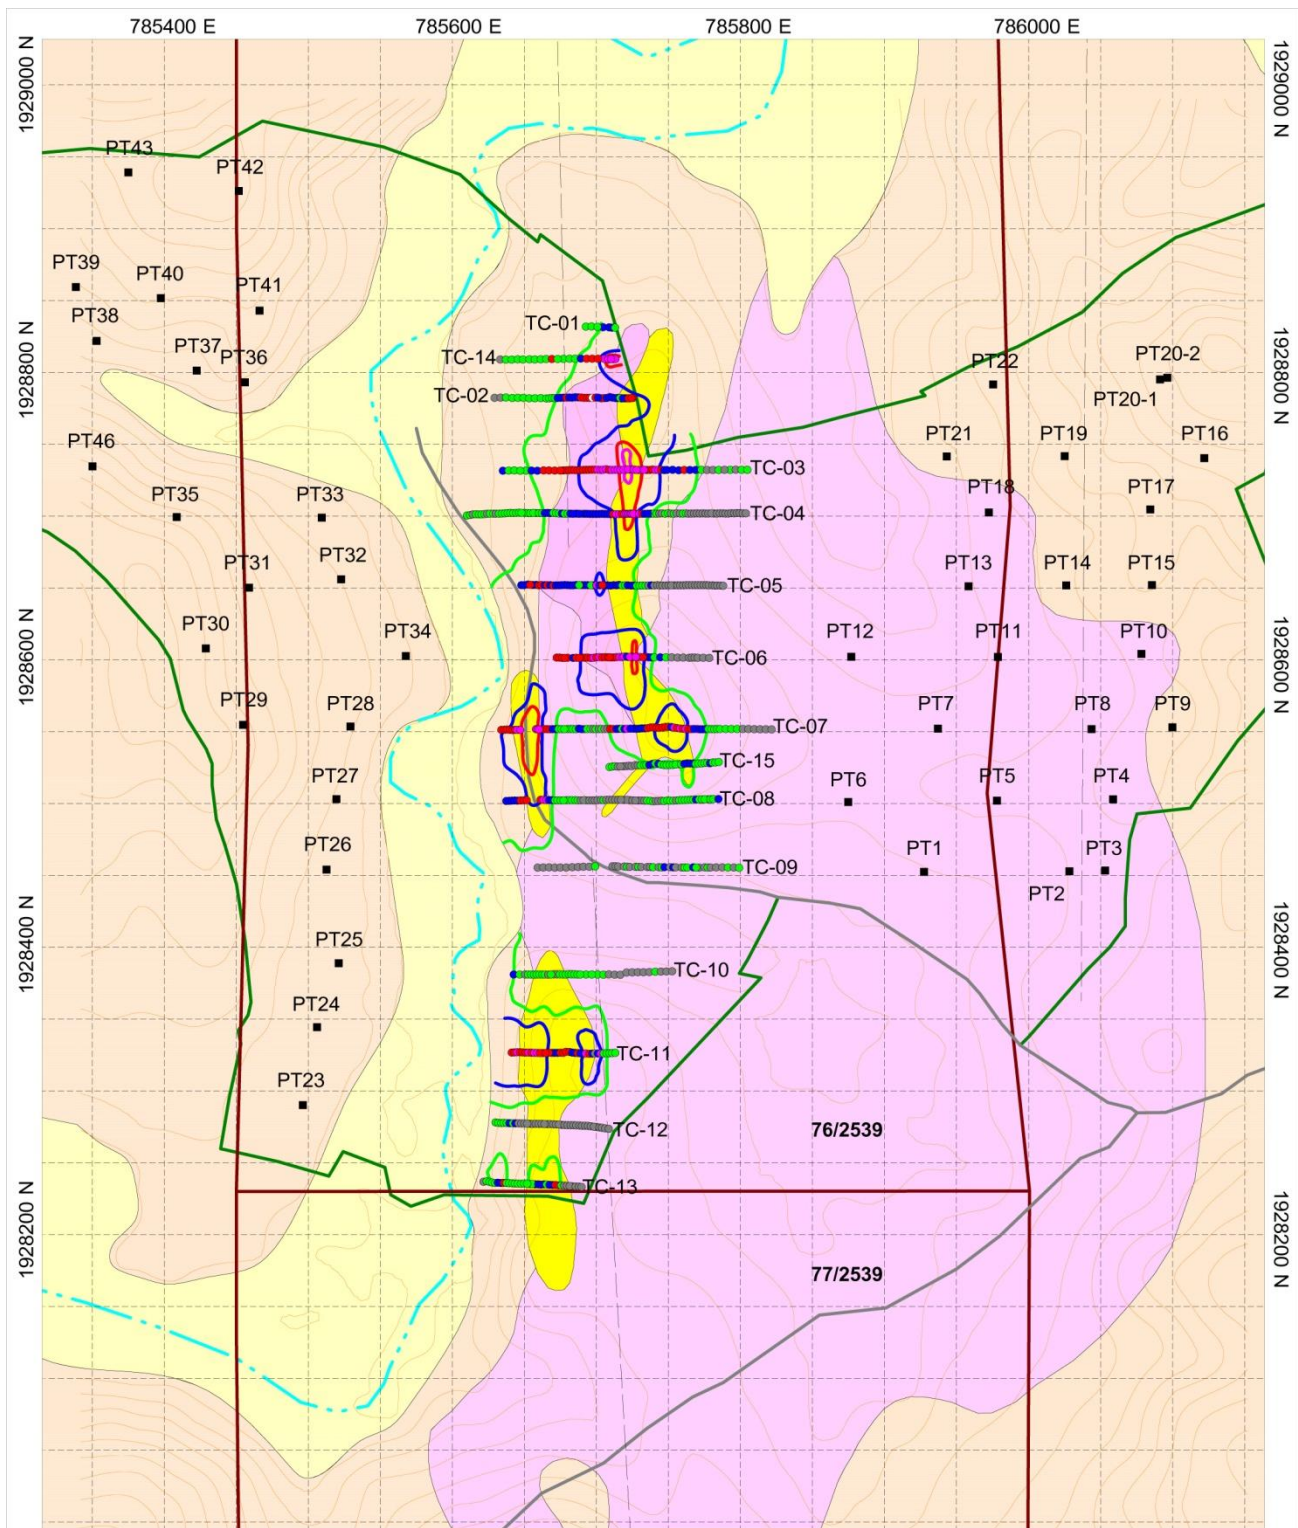 785400 E
785600 E
785800 E
786000 E
1929000 N
1929000 N
PT43
PT42
PT39
PT40
PT41
PT38
TC-01
PT37
PT36
TC-14
PT22
PT20-2
1928800 N
1928800 N
TC-02
PT20-1
PT46
PT21
PT19
PT16
TC-03
PT35
PT33
PT18
PT17
TC-04
PT31
PT32
TC-05
PT13
PT14
PT15
PT30
PT34
PT12
PT11
PT10
TC-06
1928600 N
1928600 N
PT29
PT28
PT7
PT8
PT9
TC-07
TC-15
PT27
PT6
PT5
PT4
TC-08
PT26
PT1
PT3
TC-09
PT2
PT25
TC-10
1928400 N
1928400 N
PT24
TC-11
PT23
TC-12
76/2539
TC-13
1928200 N
1928200 N
77/2539